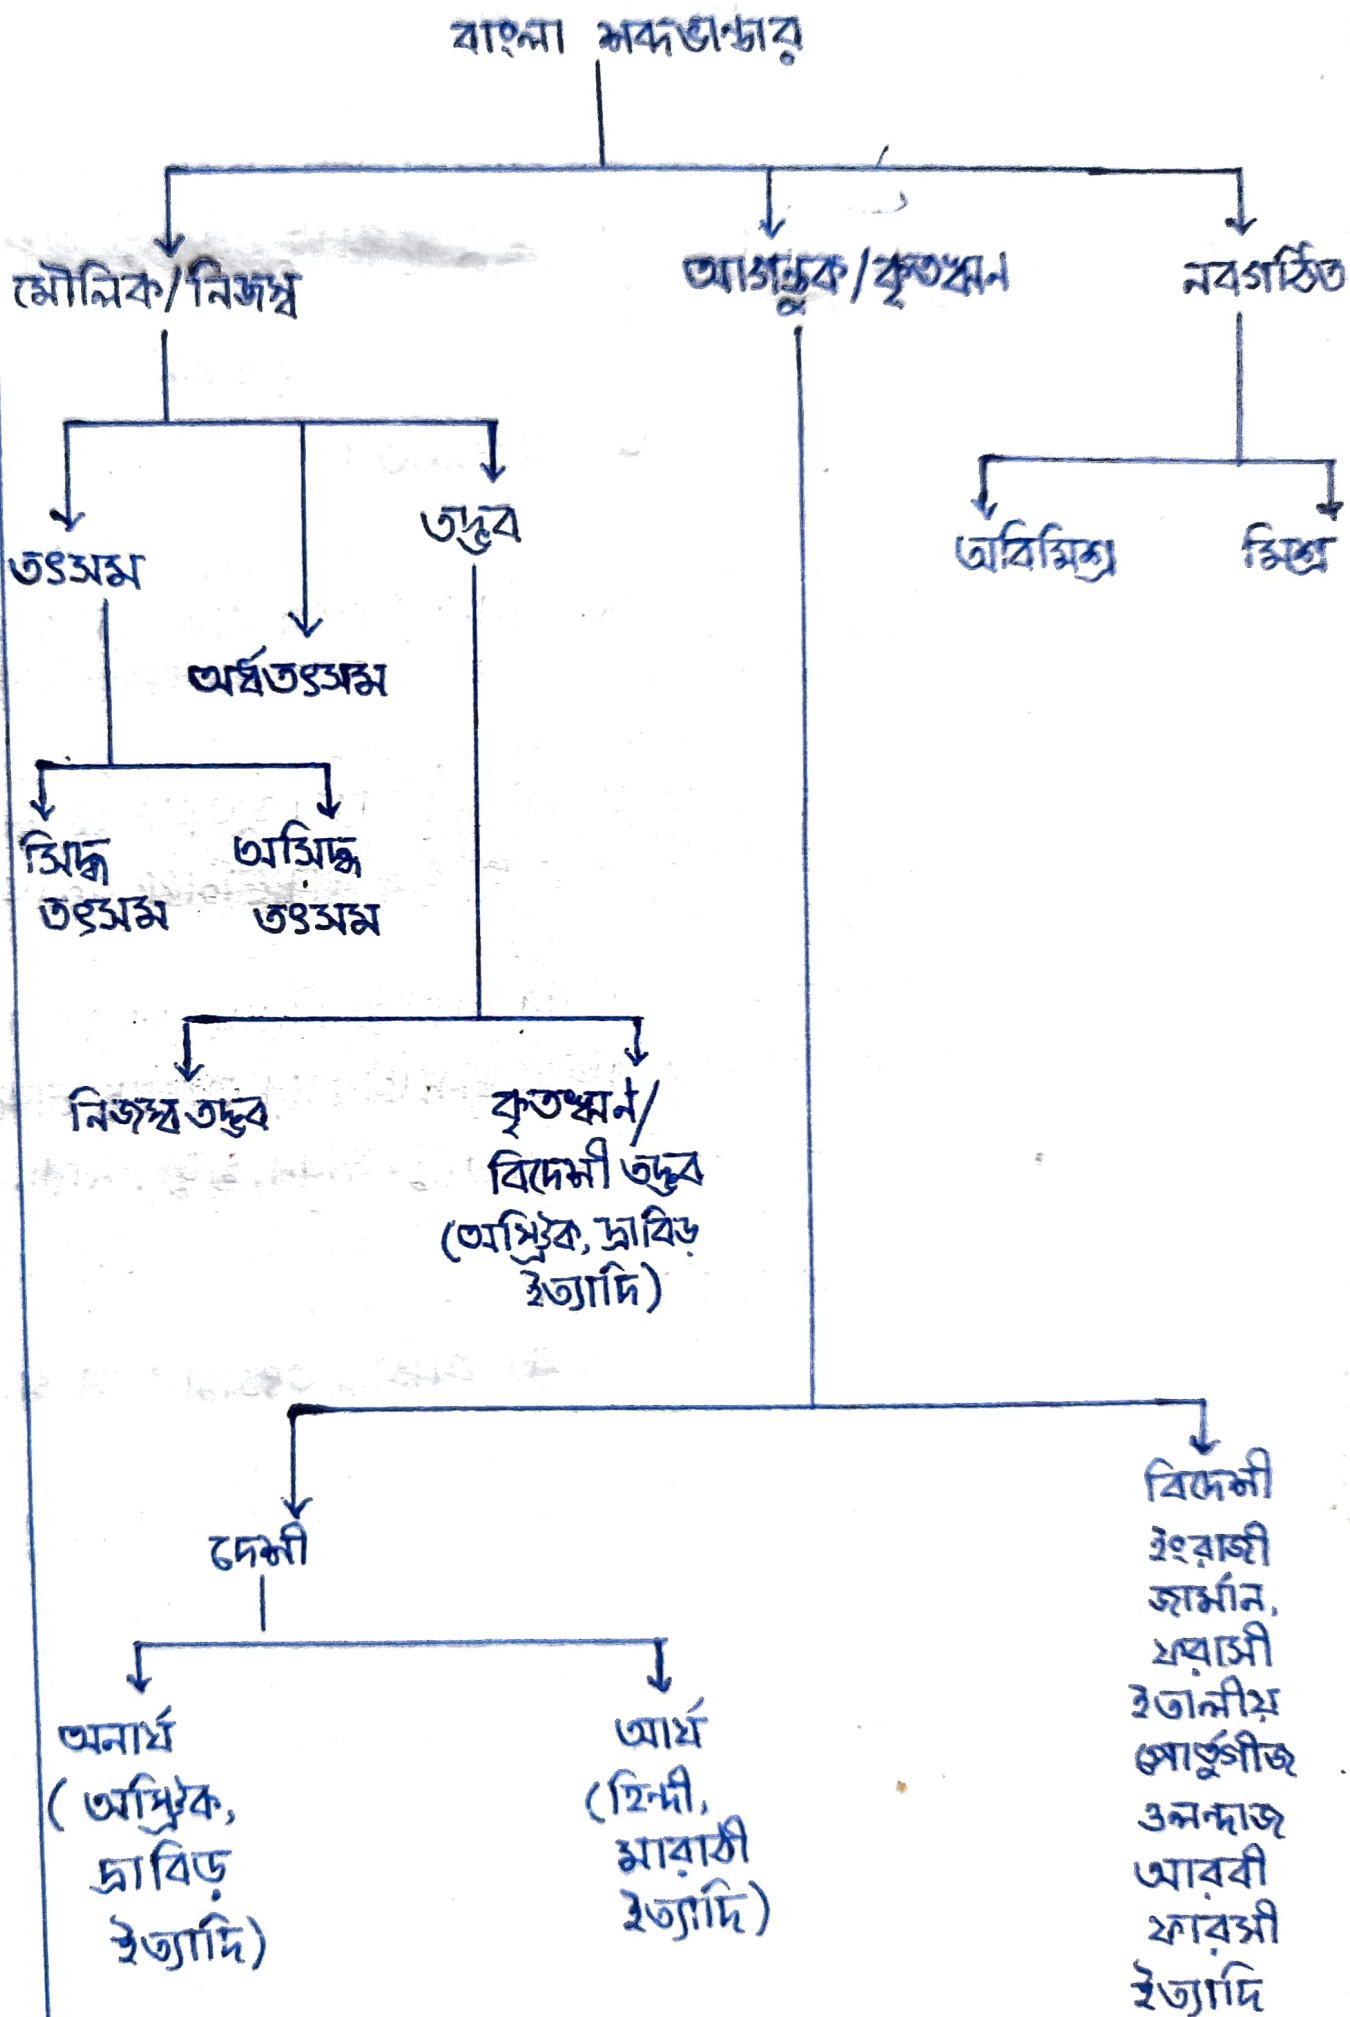 বাংলা শব্দভান্ডার
মৌলিক/নিজস্ব
আগন্তুক/কৃতঋণ
নবগঠিত
তৎসম
অর্ধতৎসম
তদ্ভব
অবিমিশ্র
মিশ্র
সিদ্ধ
তৎসম
অসিদ্ধ
তৎসম
নিজস্ব তদ্ভব
কৃতঋণ/
বিদেশী তদ্ভব
(অস্ট্রিক, দ্রাবিড়
ইত্যাদি)
দেশী
অনার্য
(অস্ট্রিক,
দ্রাবিড়
ইত্যাদি)
আর্য
(হিন্দী,
মারাঠী
ইত্যাদি)
বিদেশী
ইংরাজী
জার্মান,
ফরাসী
ইতালীয়
পোর্তুগীজ
ওলন্দাজ
আরবী
ফারসী
ইত্যাদি